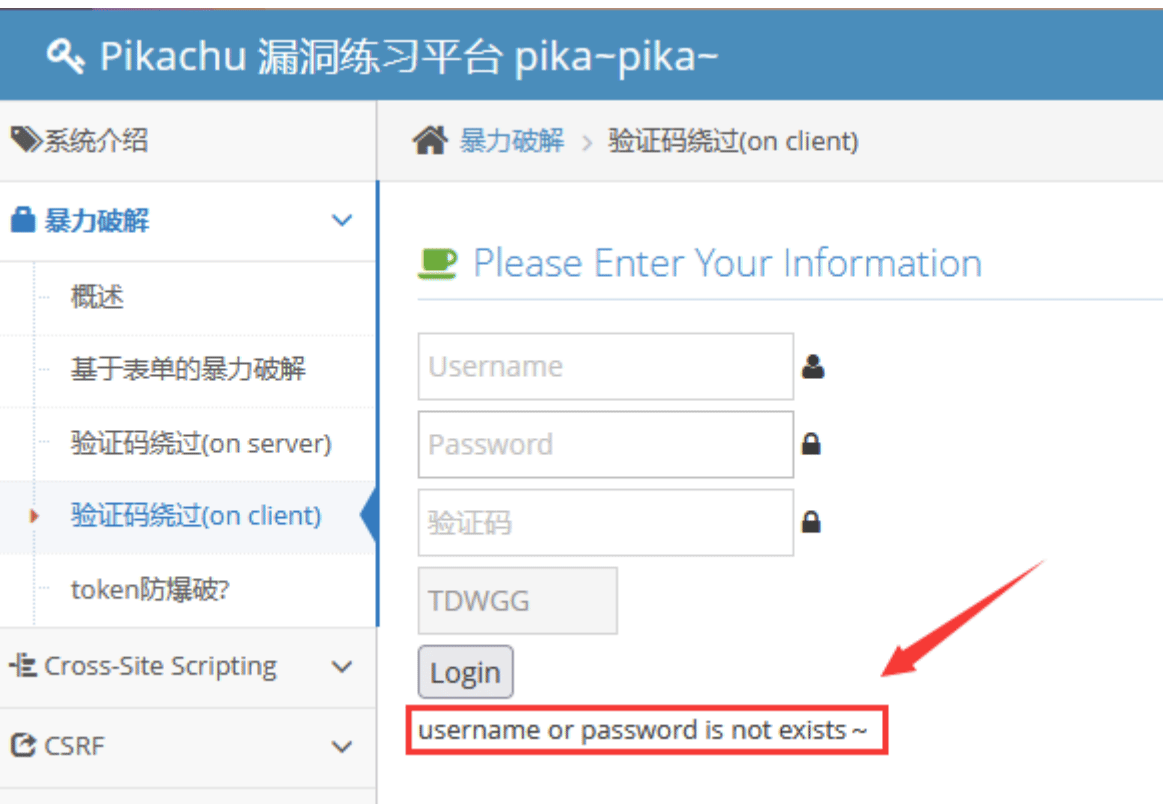 Pikachu 漏洞练习平台 pika~pika~
系统介绍
暴力破解 > 验证码绕过(on client)
暴力破解
概述
基于表单的暴力破解
验证码绕过(on server)
验证码绕过(on client)
token防爆破?
Cross-Site Scripting
CSRF
Please Enter Your Information
Username
Password
验证码
TDWGG
Login
username or password is not exists ~